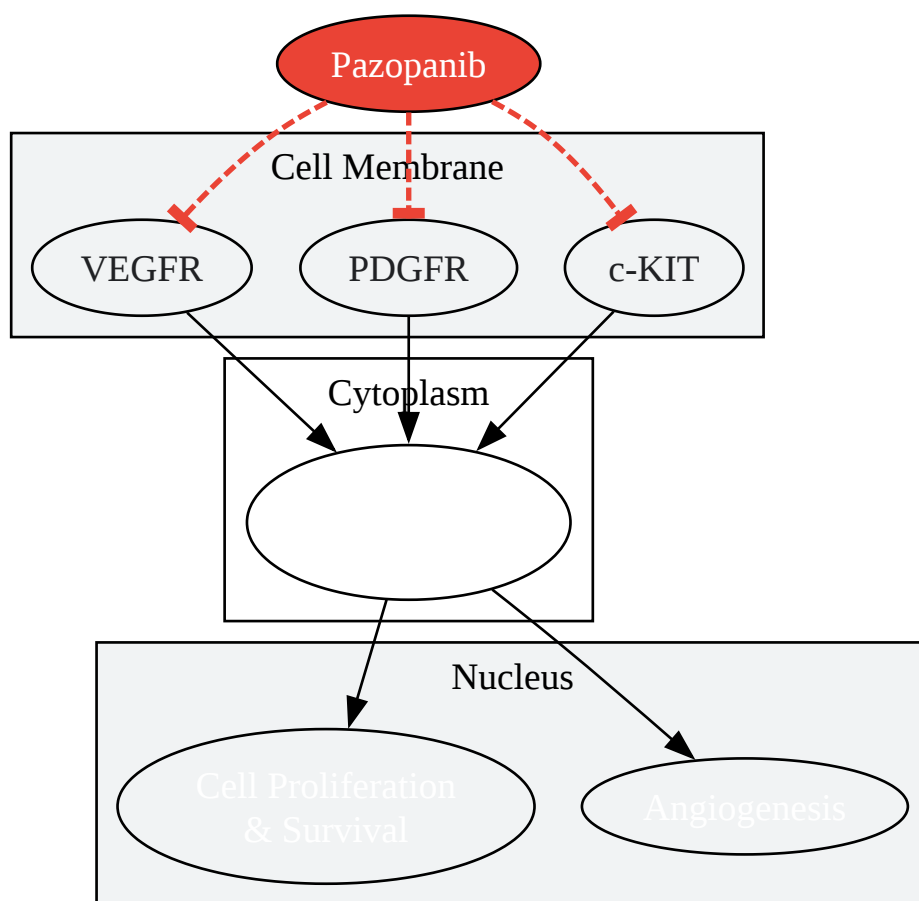 Pazopanib
Cell Membrane
VEGFR
PDGFR
c-KIT
Cytoplasm
Nucleus
Cell Proliferation
& Survival
Angiogenesis